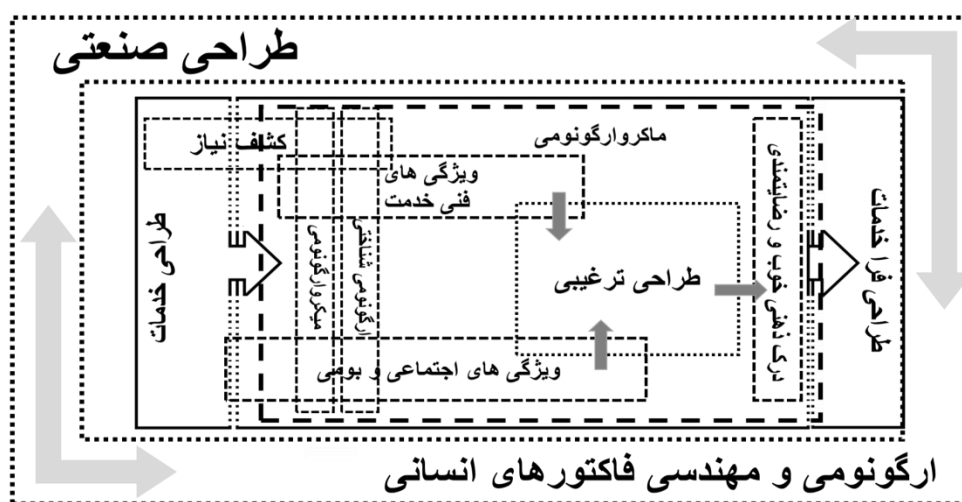 طراحی صنعتی
ماکروارگونومی
کشف نیاز
ویژگی های
فنی خدمت
طراحی خدمات
میکروارگونومی
ارگونومی شناختی
طراحی ترغیبی
درک ذهنی خوب و رضایتمندی
طراحی فرا خدمات
ویژگی های اجتماعی و بومی
ارگونومی و مهندسی فاکتورهای انسانی